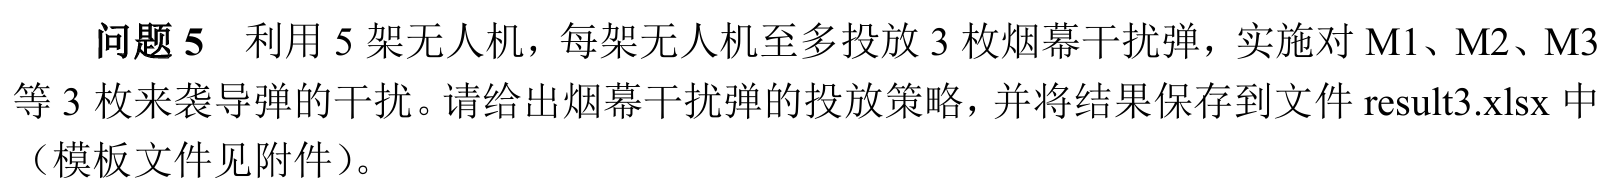 问题 5 利用 5 架无人机，每架无人机至多投放 3 枚烟幕干扰弹，实施对 M1、M2、M3
等 3 枚来袭导弹的干扰。请给出烟幕干扰弹的投放策略，并将结果保存到文件 result3.xlsx 中
（模板文件见附件）。